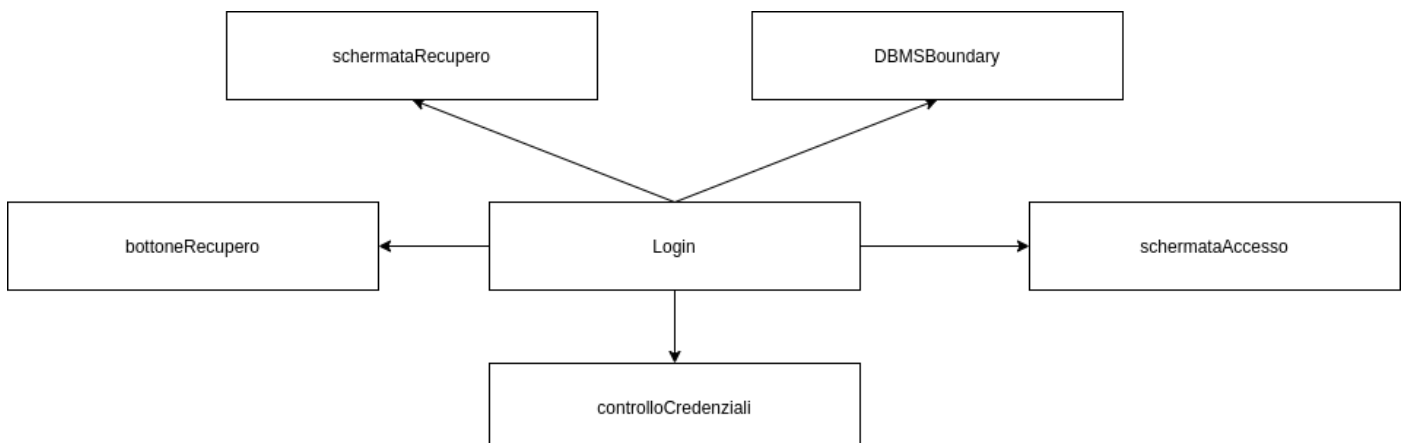 schermataRecupero
DBMSBoundary
bottoneRecupero
Login
schermataAccesso
controlloCredenziali